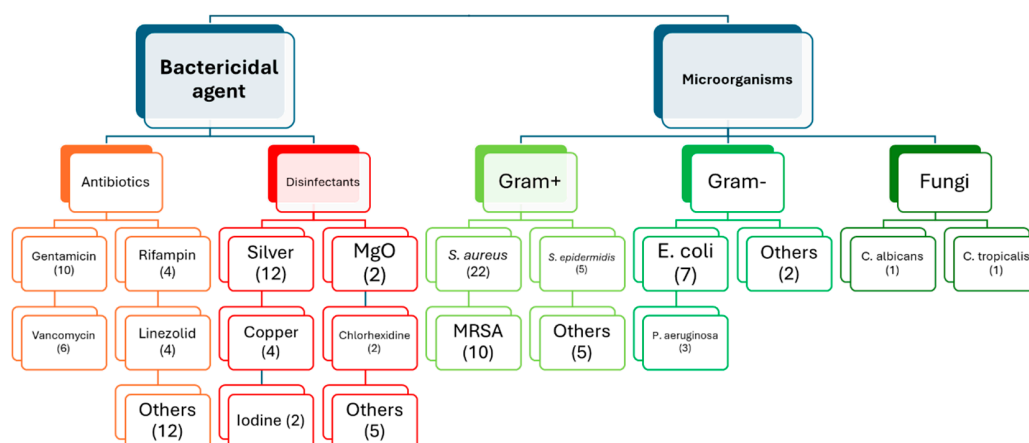 Bactericidal
agent
Microorganisms
Antibiotics
Disinfectants
Gram+
Gram-
Fungi
Gentamicin
(10)
Rifampin
(4)
Silver
(12)
MgO
(2)
S. aureus
(22)
S. epidermidis
(5)
E. coli
(7)
Others
(2)
C. albicans
(1)
C. tropicalis
(1)
Vancomycin
(6)
Linezolid
(4)
Copper
(4)
Chlorhexidine
(2)
MRSA
(10)
Others
(5)
P. aeruginosa
(3)
Others
(12)
Iodine (2)
Others
(5)